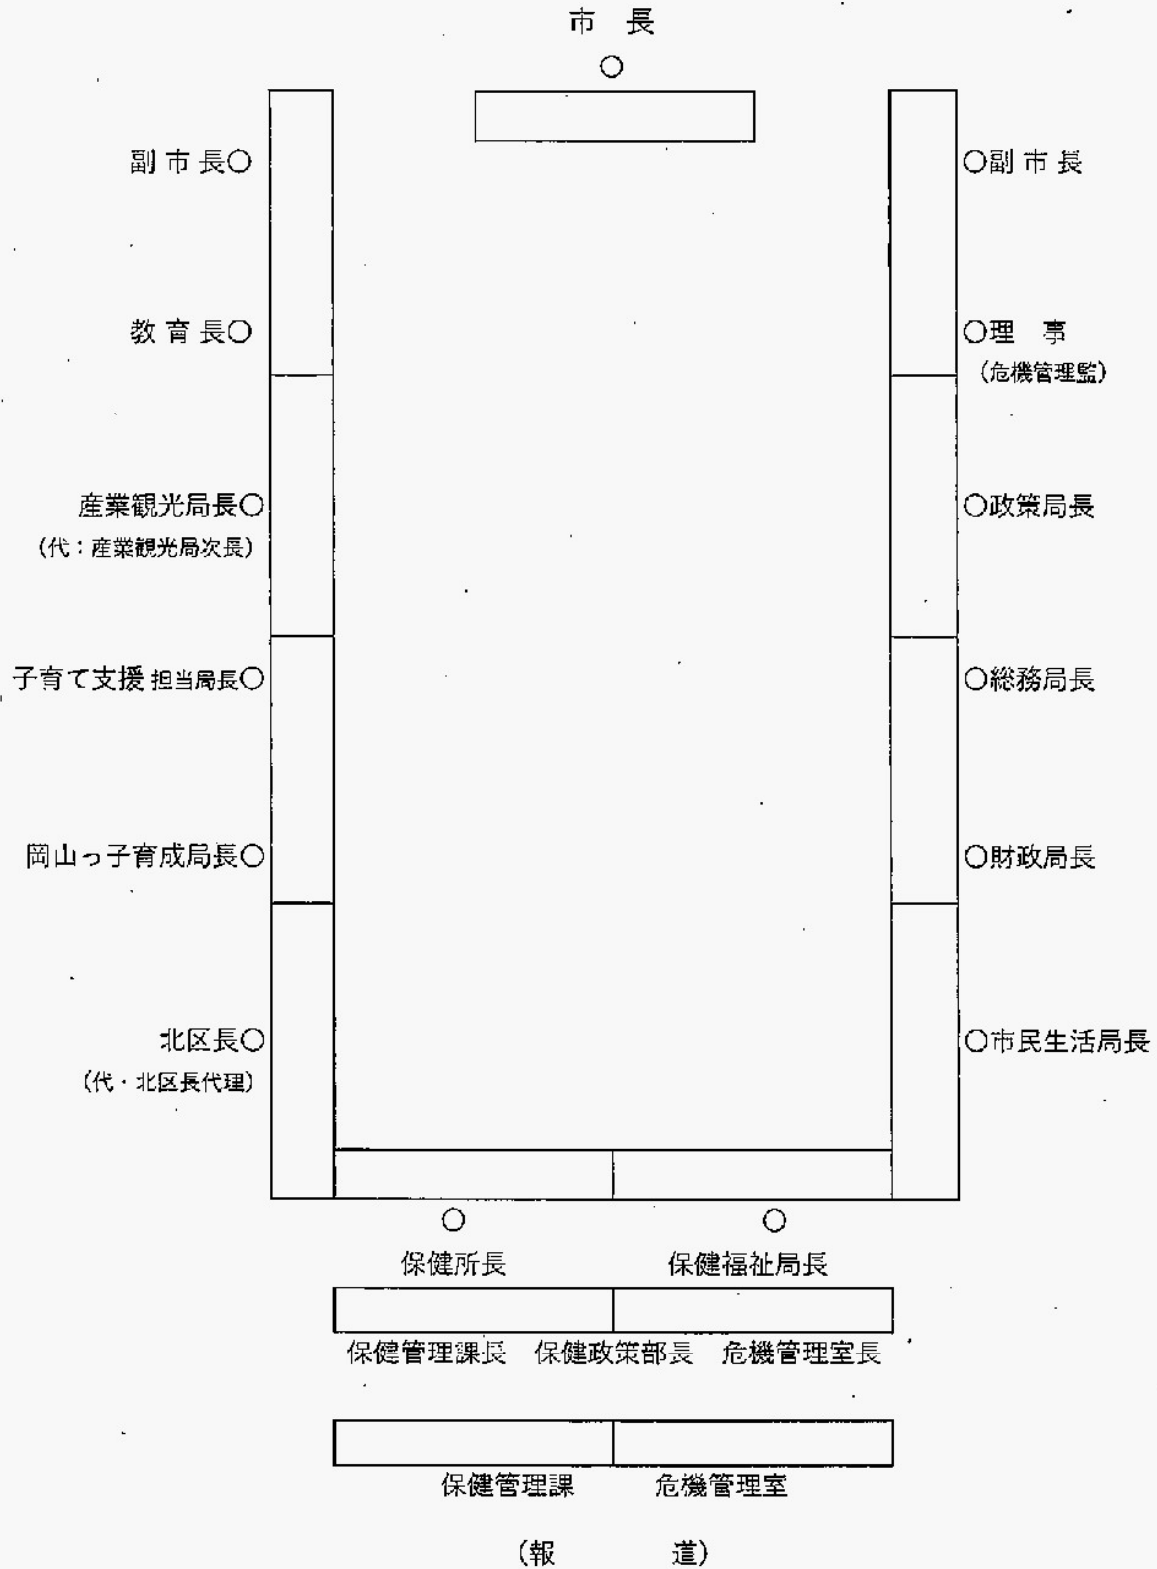 市 長
○
副 市 長○ ○副 市 長
教 育 長○ ○理 事
(危機管理監)
産業観光局長○ ○政策局長
(代：産業観光局次長)
子育て支援 担当局長○ ○総務局長
岡山っ子育成局長○ ○財政局長
北区長○ ○市民生活局長
(代・北区長代理)
○ ○
保健所長 保健福祉局長
保健管理課長 保健政策部長 危機管理室長
保健管理課 危機管理室
(報 道)